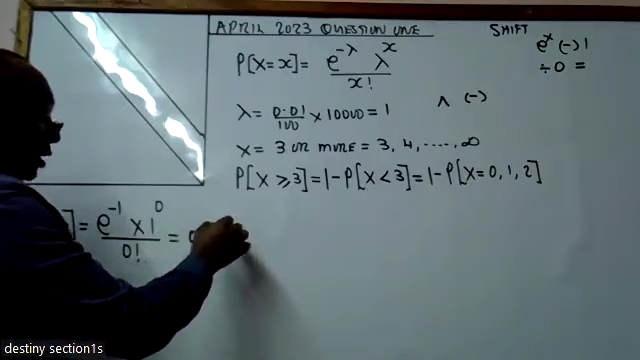 APRIL 2023 QUESTION ONE
SHIFT
e^x (-) 1
÷ 0 =
P[X=x] = e^-λ λ^x / x!
λ = 0.01/100 x 10000 = 1
^ (-)
x = 3 OR MORE = 3, 4, ....., ∞
P[X ⩾ 3] = 1 - P[X < 3] = 1 - P[X = 0, 1, 2]
] = e^-1 x 1^0 / 0! =
destiny section1s